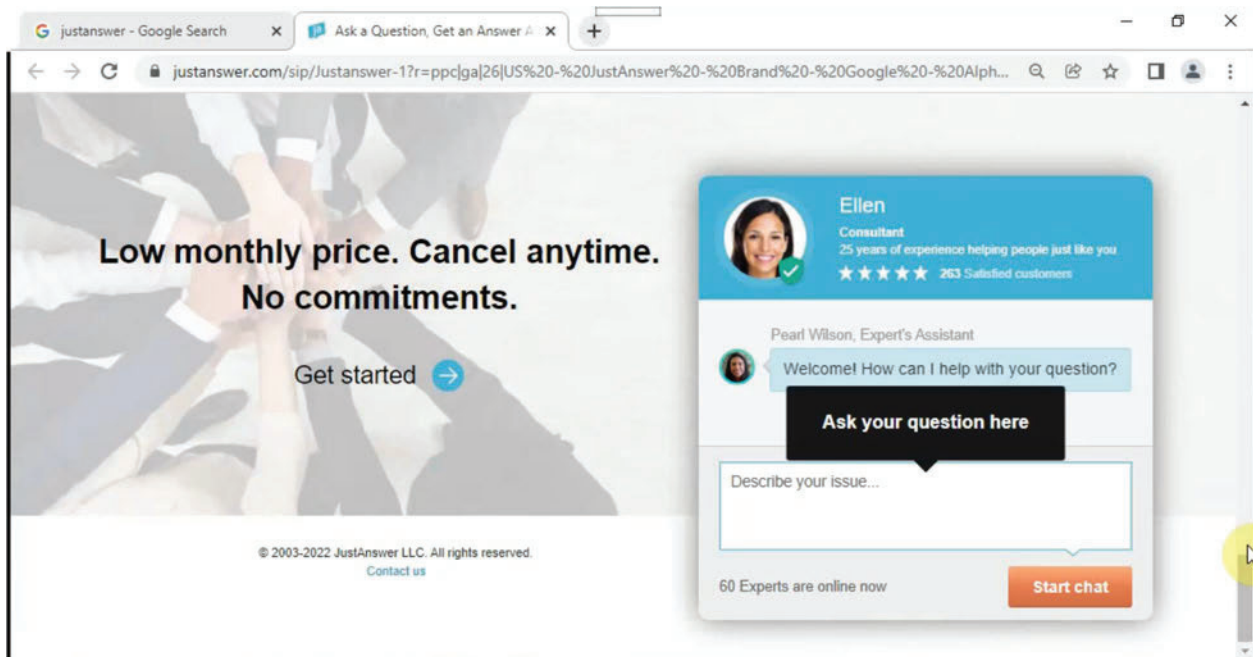 justanswer - Google Search
Ask a Question, Get an Answer A
justanswer.com/sip/Justanswer-1?r=ppc|ga|26|US%20-%20JustAnswer%20-%20Brand%20-%20Google%20-%20Alph...
Low monthly price. Cancel anytime.
No commitments.
Get started
© 2003-2022 JustAnswer LLC. All rights reserved.
Contact us
Ellen
Consultant
25 years of experience helping people just like you
263 Satisfied customers
Pearl Wilson, Expert's Assistant
Welcome! How can I help with your question?
Ask your question here
Describe your issue...
60 Experts are online now
Start chat